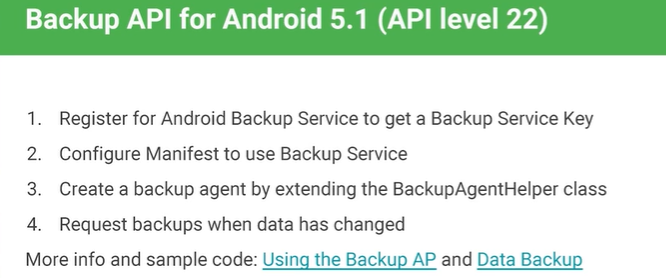 Backup API for Android 5.1 (API level 22)
1. Register for Android Backup Service to get a Backup Service Key
2. Configure Manifest to use Backup Service
3. Create a backup agent by extending the BackupAgentHelper class
4. Request backups when data has changed
More info and sample code: Using the Backup AP and Data Backup